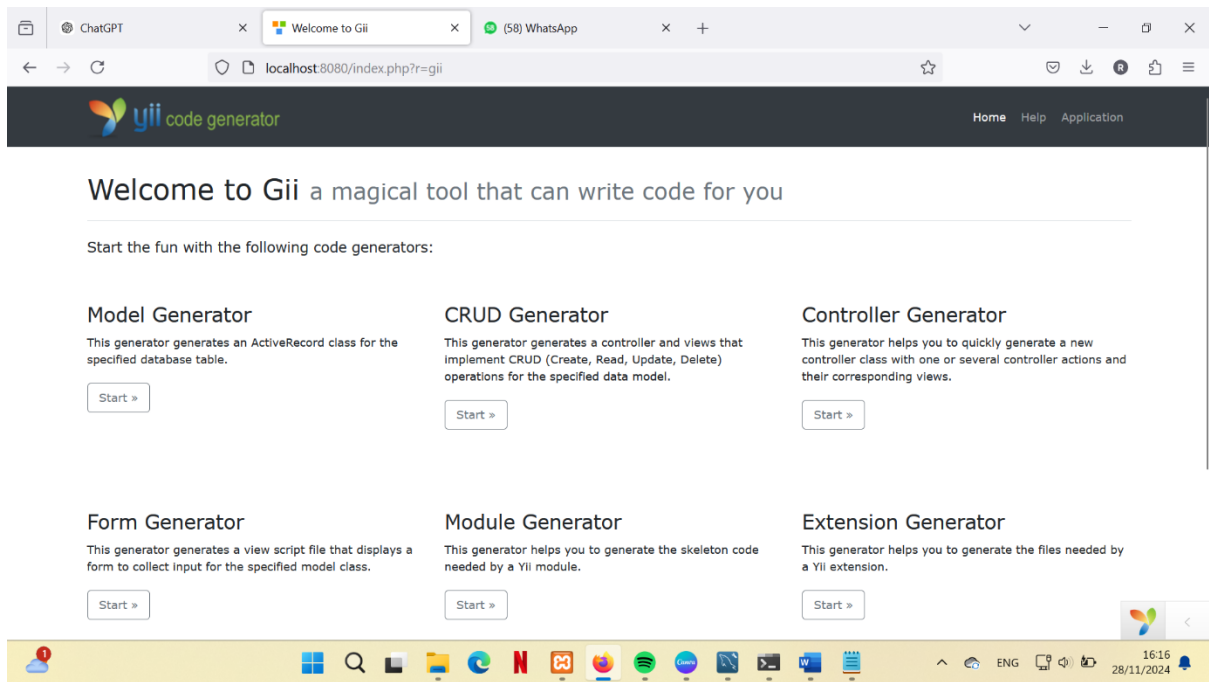 ChatGPT
Welcome to Gii
(58) WhatsApp
localhost:8080/index.php?r=gii
R
yii code generator
Home Help Application
Welcome to Gii a magical tool that can write code for you
Start the fun with the following code generators:
Model Generator
This generator generates an ActiveRecord class for the
specified database table.
Start »
CRUD Generator
This generator generates a controller and views that
implement CRUD (Create, Read, Update, Delete)
operations for the specified data model.
Start »
Controller Generator
This generator helps you to quickly generate a new
controller class with one or several controller actions and
their corresponding views.
Start »
Form Generator
This generator generates a view script file that displays a
form to collect input for the specified model class.
Start »
Module Generator
This generator helps you to generate the skeleton code
needed by a Yii module.
Start »
Extension Generator
This generator helps you to generate the files needed by
a Yii extension.
Start »
1
N
Canva
W
ENG
16:16
28/11/2024